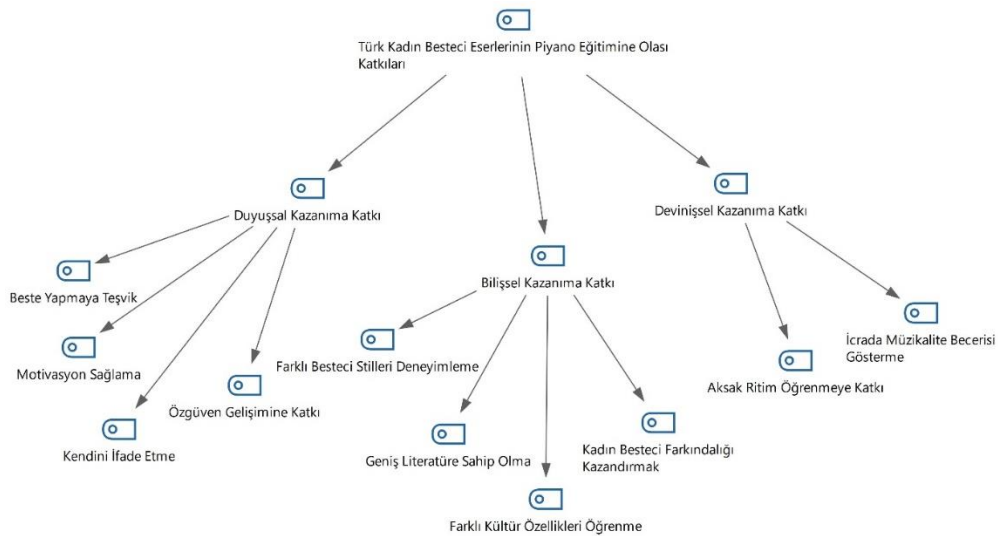 Türk Kadın Besteci Eserlerinin Piyano Eğitimine Olası
Katkıları
Duyuşsal Kazanıma Katkı
Devinişsel Kazanıma Katkı
Bilişsel Kazanıma Katkı
Beste Yapmaya Teşvik
Motivasyon Sağlama
Kendini İfade Etme
Özgüven Gelişimine Katkı
Farklı Besteci Stilleri Deneyimleme
Geniş Literatüre Sahip Olma
Farklı Kültür Özellikleri Öğrenme
Kadın Besteci Farkındalığı
Kazandırmak
Aksak Ritim Öğrenmeye Katkı
İcrada Müzikalite Becerisi
Gösterme